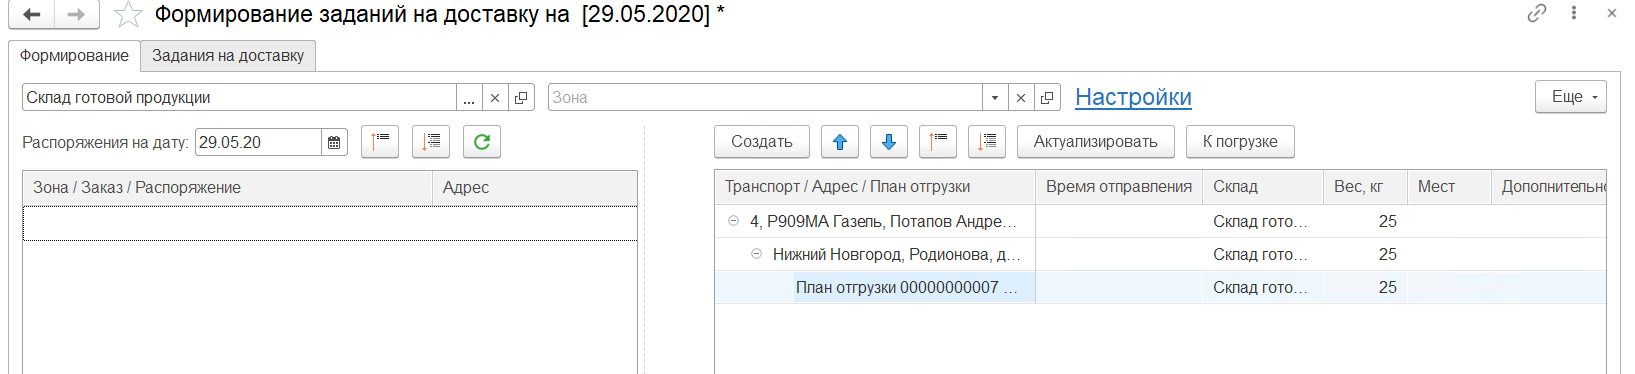 Формирование заданий на доставку на [29.05.2020] *
Формирование Задания на доставку
Склад готовой продукции ... Зона Настройки Еще
Распоряжения на дату: 29.05.20 Создать Актуализировать К погрузке
Зона / Заказ / Распоряжение Адрес Транспорт / Адрес / План отгрузки Время отправления Склад Вес, кг Мест Дополнительно
4, Р909МА Газель, Потапов Андре... Склад гото... 25
Нижний Новгород, Родионова, д... Склад гото... 25
План отгрузки 00000000007 ... Склад гото... 25